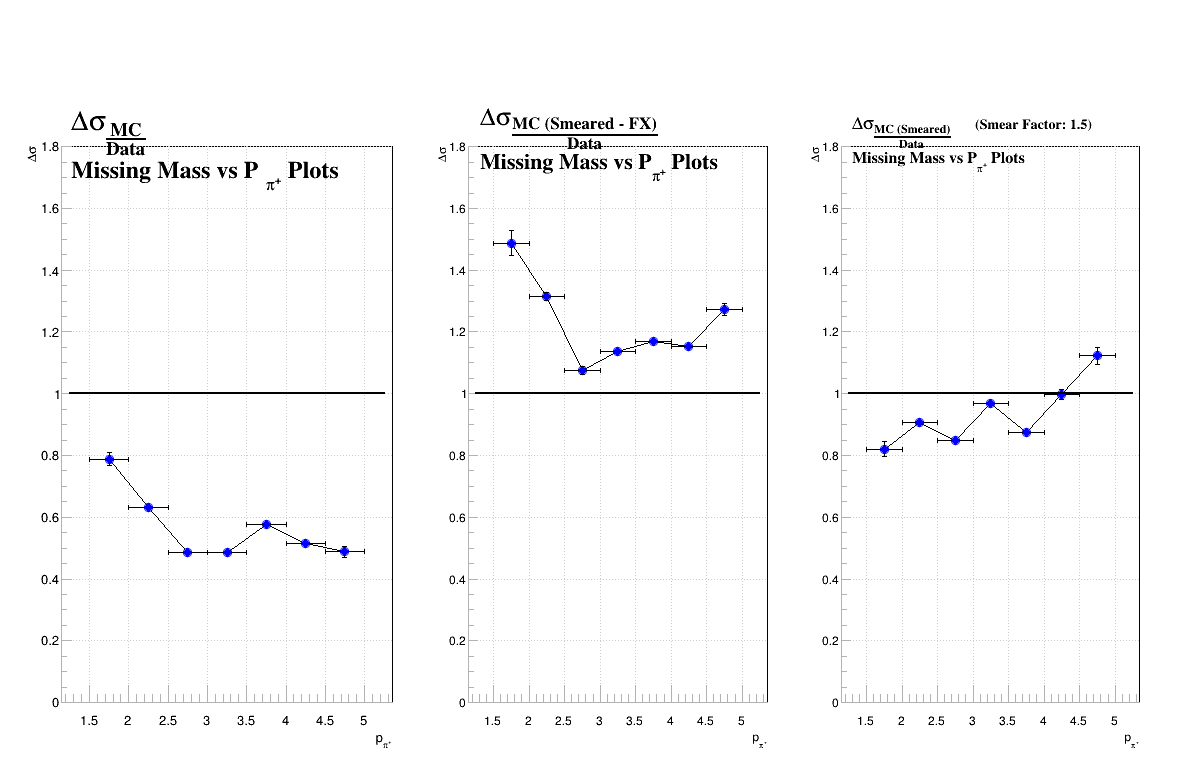 Δσ MC
Data
Missing Mass vs P π+ Plots
Δσ
1.8
1.6
1.4
1.2
1
0.8
0.6
0.4
0.2
0
1.5 2 2.5 3 3.5 4 4.5 5
pπ+
Δσ MC (Smeared - FX)
Data
Missing Mass vs Pπ+ Plots
Δσ
1.8
1.6
1.4
1.2
1
0.8
0.6
0.4
0.2
0
1.5 2 2.5 3 3.5 4 4.5 5
pπ+
Δσ MC (Smeared) (Smear Factor: 1.5)
Data
Missing Mass vs P π+ Plots
Δσ
1.8
1.6
1.4
1.2
1
0.8
0.6
0.4
0.2
0
1.5 2 2.5 3 3.5 4 4.5 5
pπ+